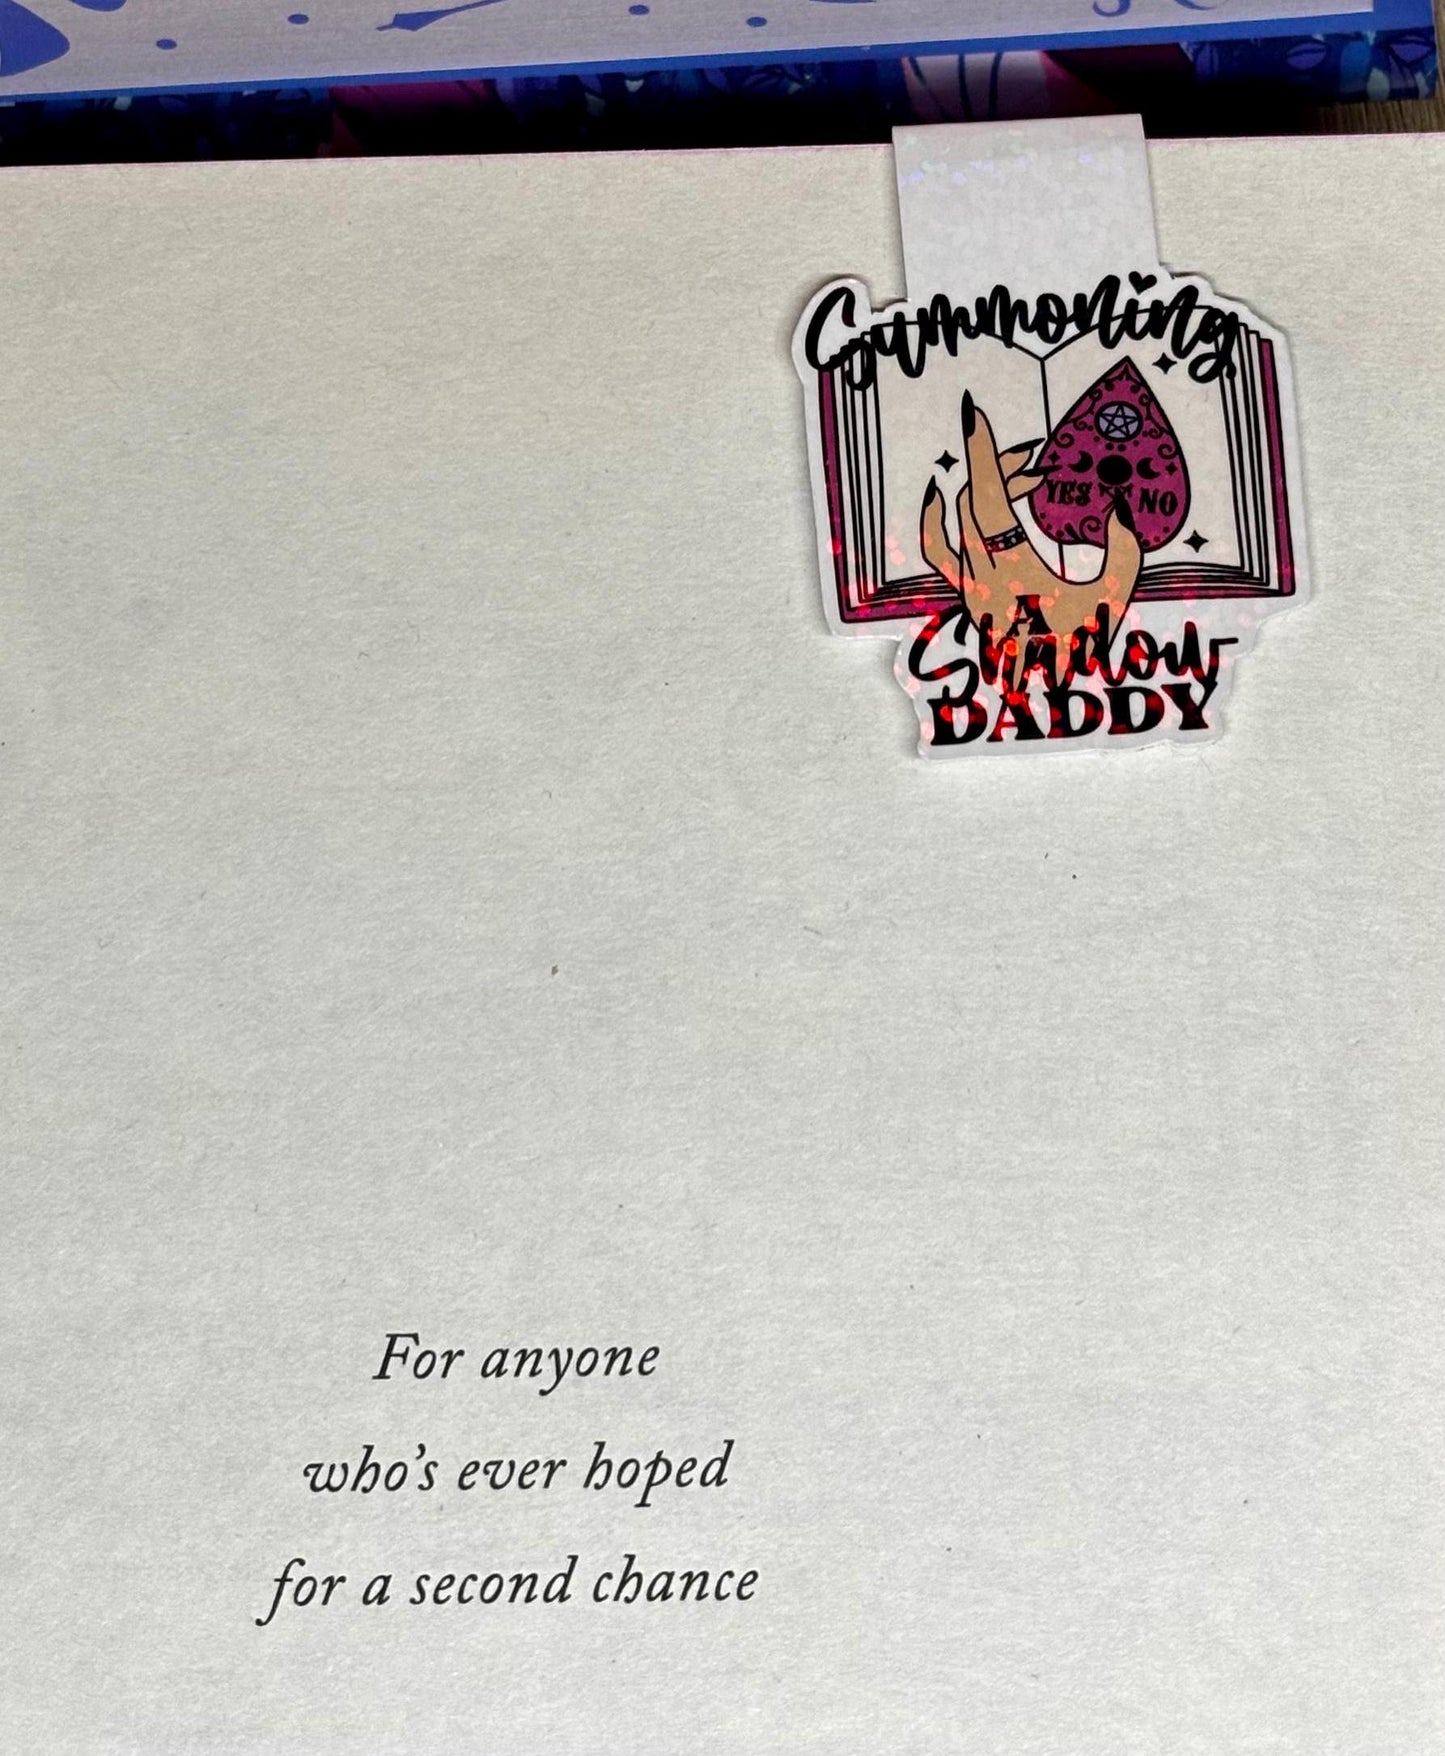 Summoning
YES NO
A
Shadow
DADDY
For anyone
who's ever hoped
for a second chance